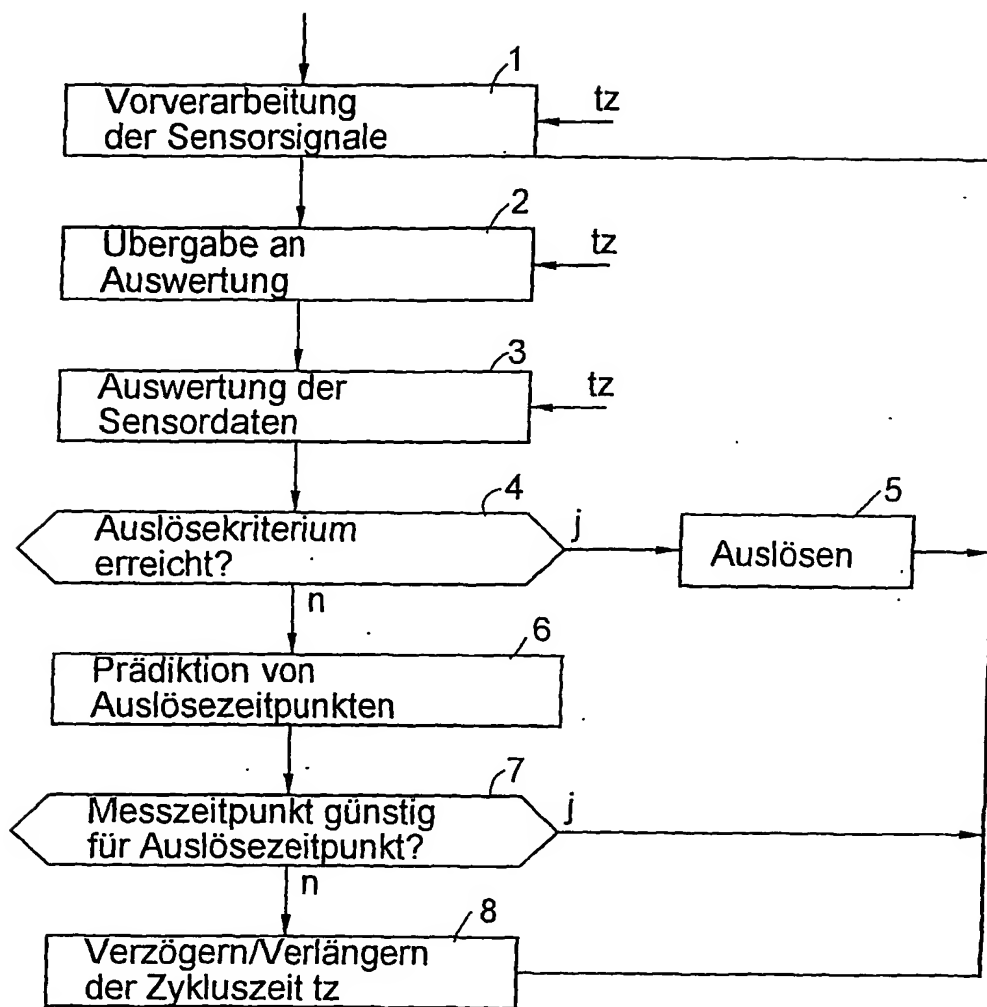 1
Vorverarbeitung
der Sensorsignale
tz
2
Übergabe an
Auswertung
tz
3
Auswertung der
Sensordaten
tz
4
Auslösekriterium
erreicht?
j
5
Auslösen
n
6
Prädiktion von
Auslösezeitpunkten
7
Messzeitpunkt günstig
für Auslösezeitpunkt?
j
n
8
Verzögern/Verlängern
der Zykluszeit tz